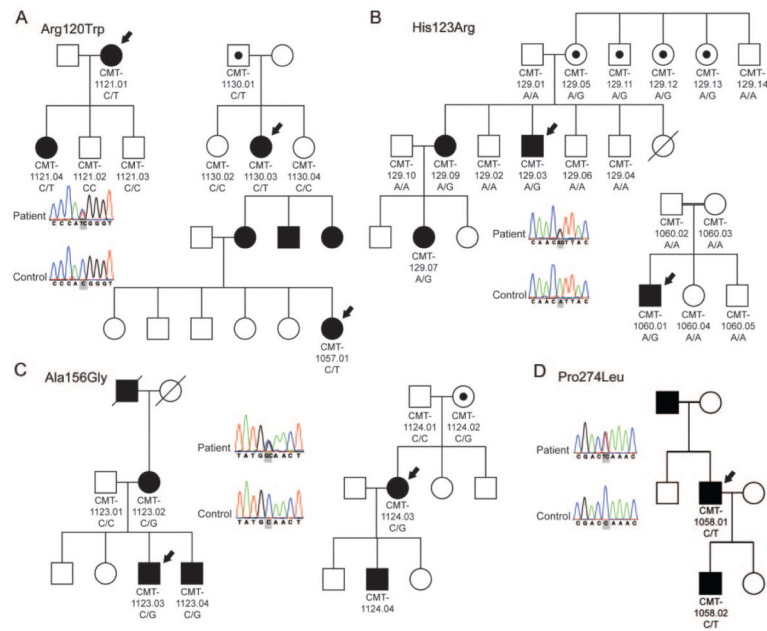 A
Arg120Trp
CMT-
1121.01
C/T
CMT-
1130.01
C/T
CMT-
1121.04
C/T
CMT-
1121.02
CC
CMT-
1121.03
C/C
CMT-
1130.02
C/C
CMT-
1130.03
C/T
CMT-
1130.04
C/C
Patient
C C C A T C G G G T
Control
C C C A C G G G T
CMT-
1057.01
C/T
B
His123Arg
CMT-
129.01
A/A
CMT-
129.05
A/G
CMT-
129.11
A/G
CMT-
129.12
A/G
CMT-
129.13
A/G
CMT-
129.14
A/A
CMT-
129.10
A/A
CMT-
129.09
A/G
CMT-
129.02
A/A
CMT-
129.03
A/G
CMT-
129.06
A/A
CMT-
129.04
A/A
CMT-
129.07
A/G
Patient
C A A C A G T T A C
Control
C A A C A T T A C
CMT-
1060.02
A/A
CMT-
1060.03
A/A
CMT-
1060.01
A/G
CMT-
1060.04
A/A
CMT-
1060.05
A/A
C
Ala156Gly
CMT-
1123.01
C/C
CMT-
1123.02
C/G
CMT-
1123.03
C/G
CMT-
1123.04
C/G
Patient
T A T G G C A A C T
Control
T A T G C A A C T
CMT-
1124.01
C/C
CMT-
1124.02
C/G
CMT-
1124.03
C/G
CMT-
1124.04
D
Pro274Leu
Patient
C G A C T C A A A C
Control
C G A C C A A A C
CMT-
1058.01
C/T
CMT-
1058.02
C/T